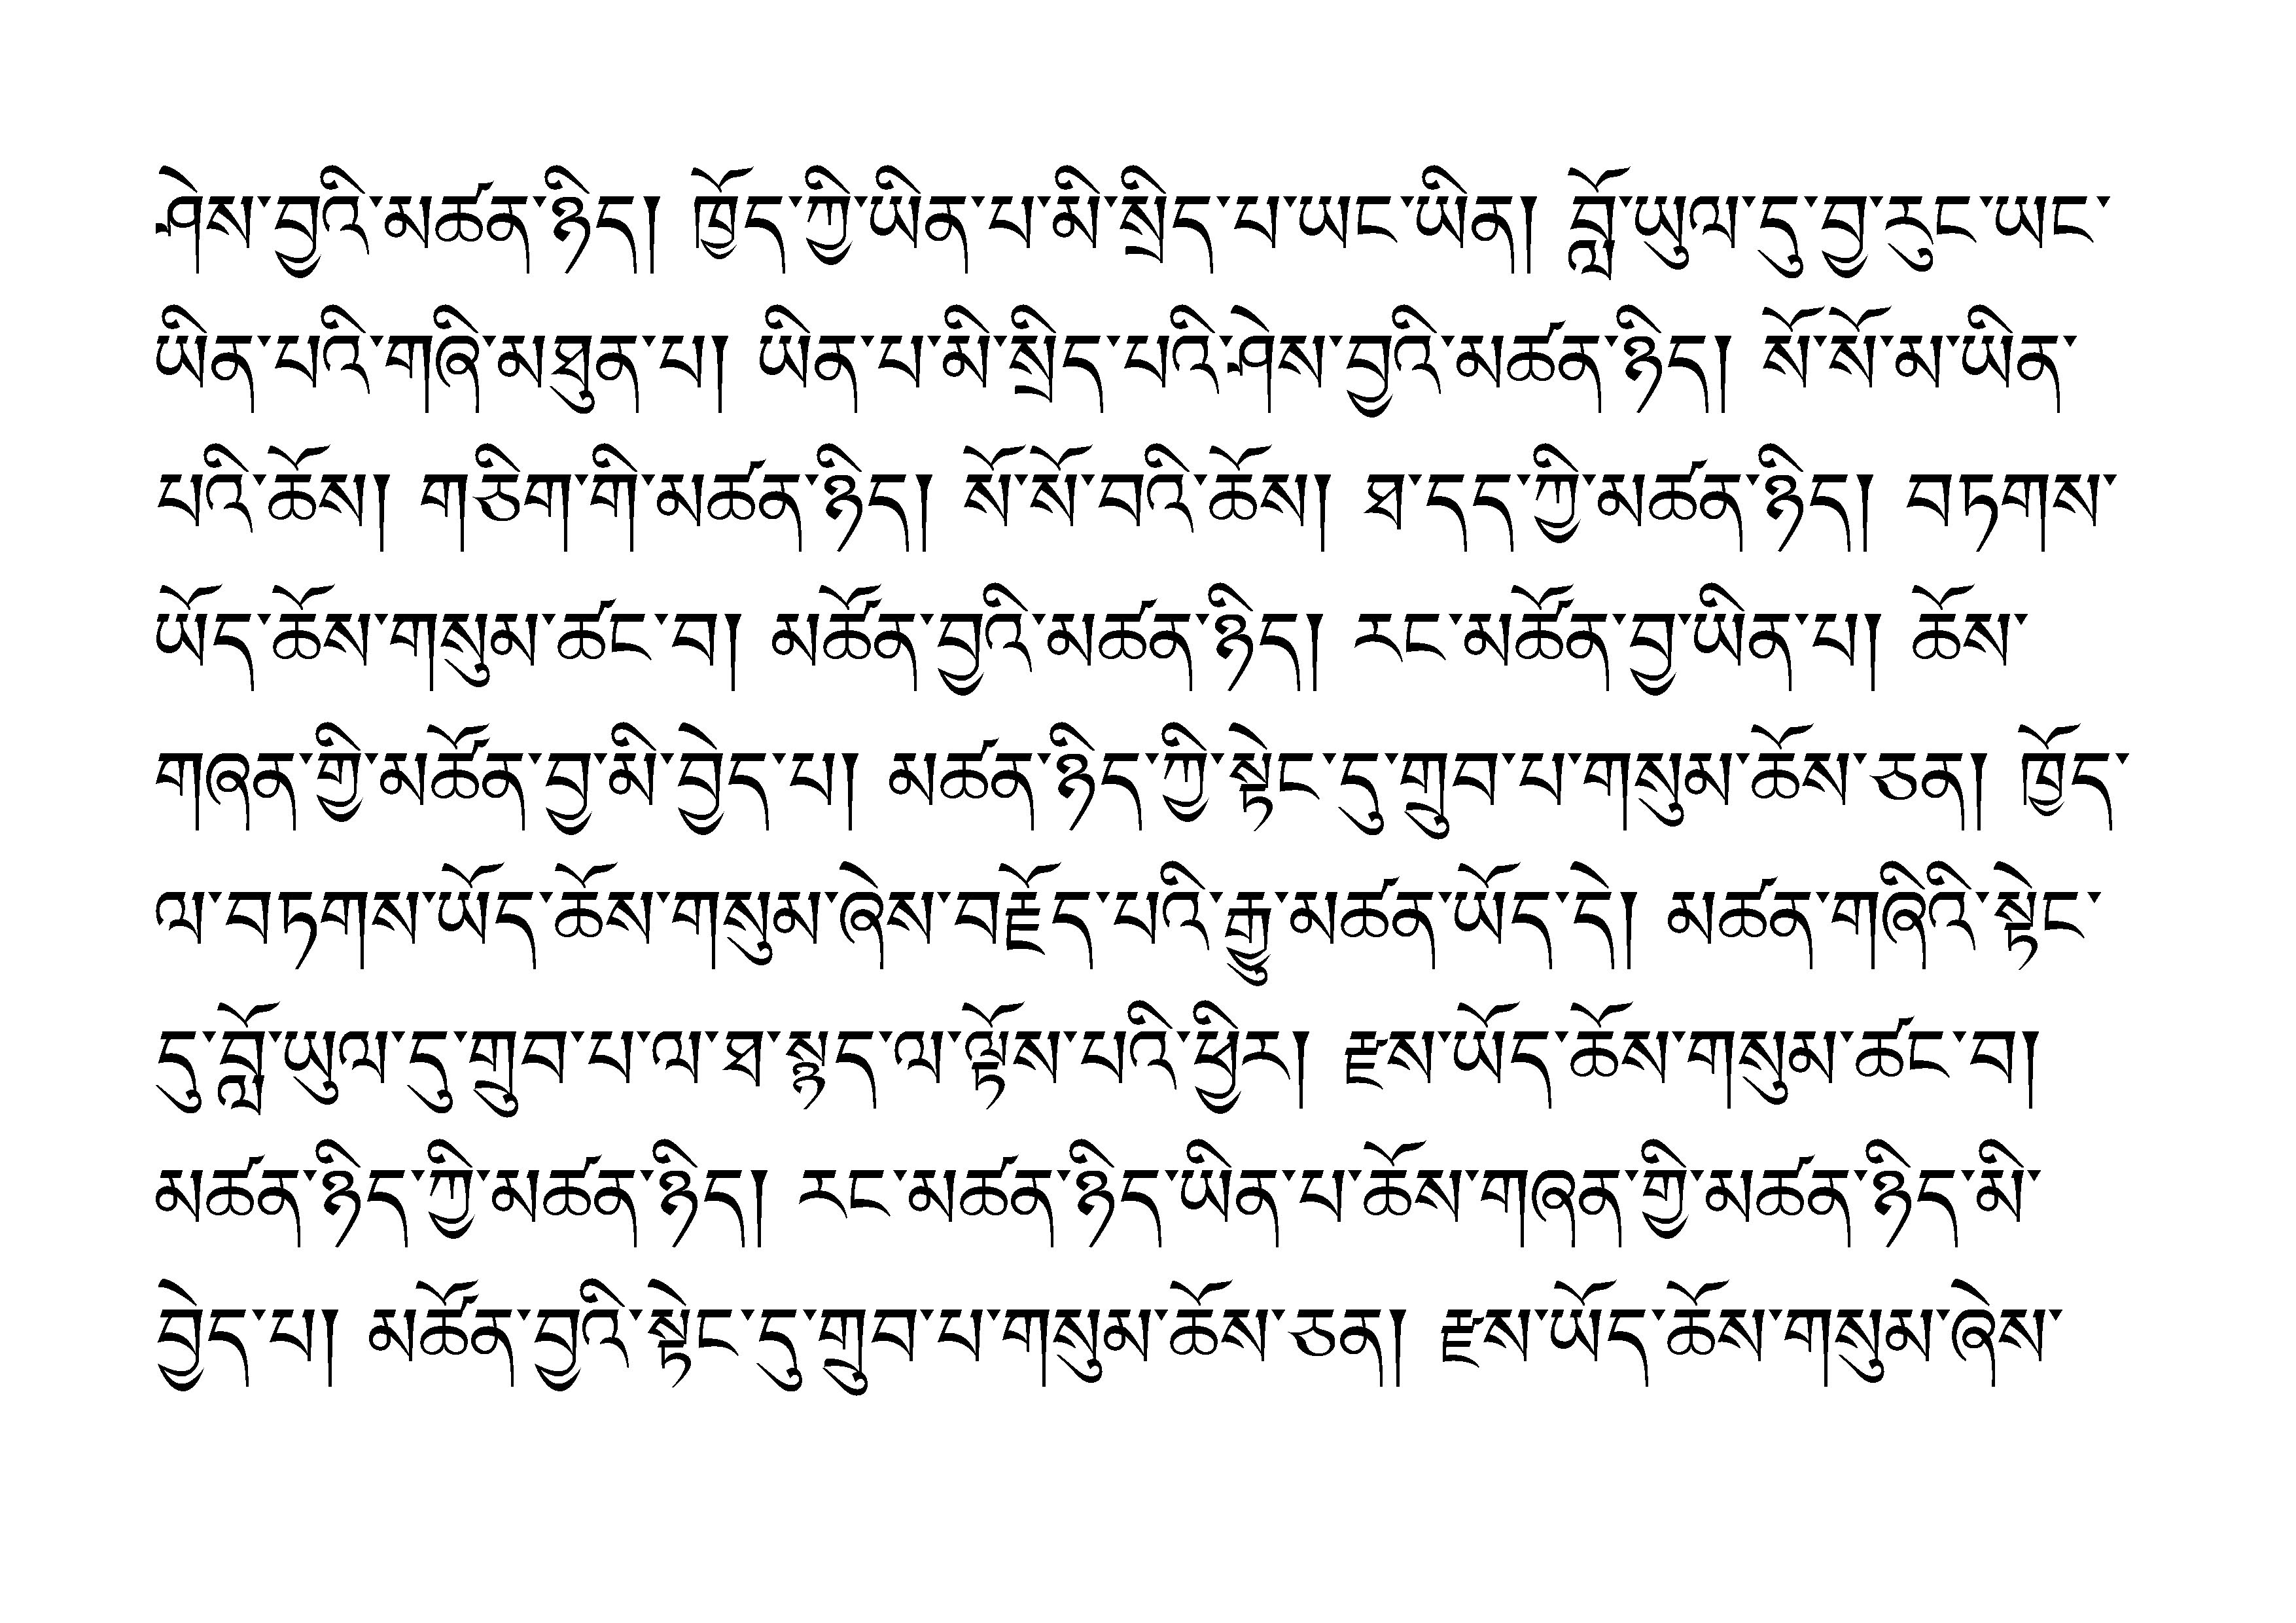 ཤེས་བྱའི་མཚན་ཉིད། ཁྱོད་ཀྱི་ཡིན་པ་མི་སྲིད་པ་ཡང་ཡིན། བློ་ཡུལ་དུ་བྱ་རུང་ཡང་
ཡིན་པའི་གཞི་མཐུན་པ། ཡིན་པ་མི་སྲིད་པའི་ཤེས་བྱའི་མཚན་ཉིད། སོ་སོ་མ་ཡིན་
པའི་ཆོས། གཅིག་གི་མཚན་ཉིད། སོ་སོ་བའི་ཆོས། ཐ་དད་ཀྱི་མཚན་ཉིད། བཏགས་
ཡོད་ཆོས་གསུམ་ཚང་བ། མཚོན་བྱའི་མཚན་ཉིད། རང་མཚོན་བྱ་ཡིན་པ། ཆོས་
གཞན་གྱི་མཚོན་བྱ་མི་བྱེད་པ། མཚན་ཉིད་ཀྱི་སྟེང་དུ་གྲུབ་པ་གསུམ་ཆོས་ཅན། ཁྱོད་
ལ་བཏགས་ཡོད་ཆོས་གསུམ་ཞེས་བརྗོད་པའི་རྒྱུ་མཚན་ཡོད་དེ། མཚན་གཞིའི་སྟེང་
དུ་བློ་ཡུལ་དུ་གྲུབ་པ་ལ་ཐ་སྙད་ལ་ལྟོས་པའི་ཕྱིར། རྫས་ཡོད་ཆོས་གསུམ་ཚང་བ།
མཚན་ཉིད་ཀྱི་མཚན་ཉིད། རང་མཚན་ཉིད་ཡིན་པ་ཆོས་གཞན་གྱི་མཚན་ཉིད་མི་
བྱེད་པ། མཚོན་བྱའི་སྟེང་དུ་གྲུབ་པ་གསུམ་ཆོས་ཅན། རྫས་ཡོད་ཆོས་གསུམ་ཞེས་